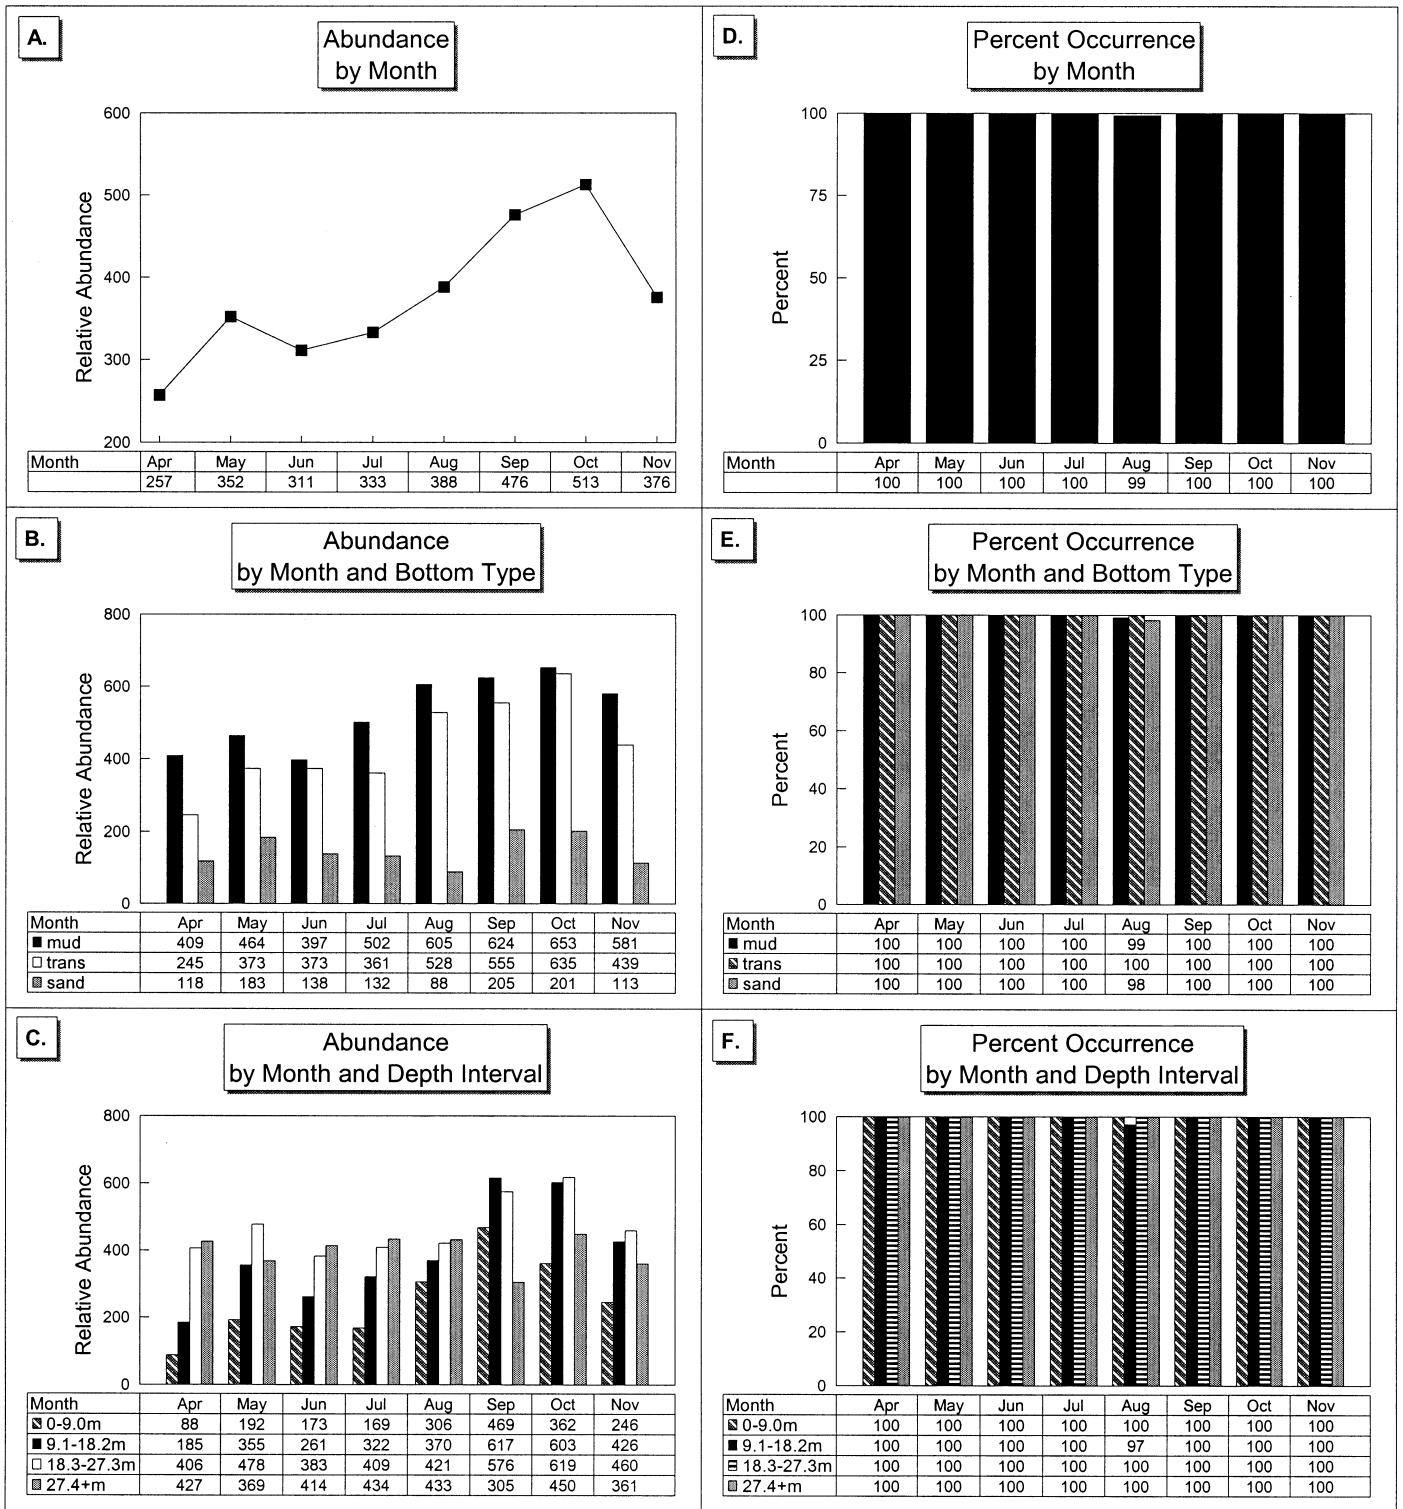 A.
Abundance
by Month
600
500
400
300
200
Relative Abundance
Month Apr May Jun Jul Aug Sep Oct Nov
257 352 311 333 388 476 513 376
D.
Percent Occurrence
by Month
100
75
50
25
0
Percent
Month Apr May Jun Jul Aug Sep Oct Nov
100 100 100 100 99 100 100 100
B.
Abundance
by Month and Bottom Type
800
600
400
200
0
Relative Abundance
Month Apr May Jun Jul Aug Sep Oct Nov
mud 409 464 397 502 605 624 653 581
trans 245 373 373 361 528 555 635 439
sand 118 183 138 132 88 205 201 113
E.
Percent Occurrence
by Month and Bottom Type
100
80
60
40
20
0
Percent
Month Apr May Jun Jul Aug Sep Oct Nov
mud 100 100 100 100 99 100 100 100
trans 100 100 100 100 100 100 100 100
sand 100 100 100 100 98 100 100 100
C.
Abundance
by Month and Depth Interval
800
600
400
200
0
Relative Abundance
Month Apr May Jun Jul Aug Sep Oct Nov
0-9.0m 88 192 173 169 306 469 362 246
9.1-18.2m 185 355 261 322 370 617 603 426
18.3-27.3m 406 478 383 409 421 576 619 460
27.4+m 427 369 414 434 433 305 450 361
F.
Percent Occurrence
by Month and Depth Interval
100
80
60
40
20
0
Percent
Month Apr May Jun Jul Aug Sep Oct Nov
0-9.0m 100 100 100 100 100 100 100 100
9.1-18.2m 100 100 100 100 97 100 100 100
18.3-27.3m 100 100 100 100 100 100 100 100
27.4+m 100 100 100 100 100 100 100 100